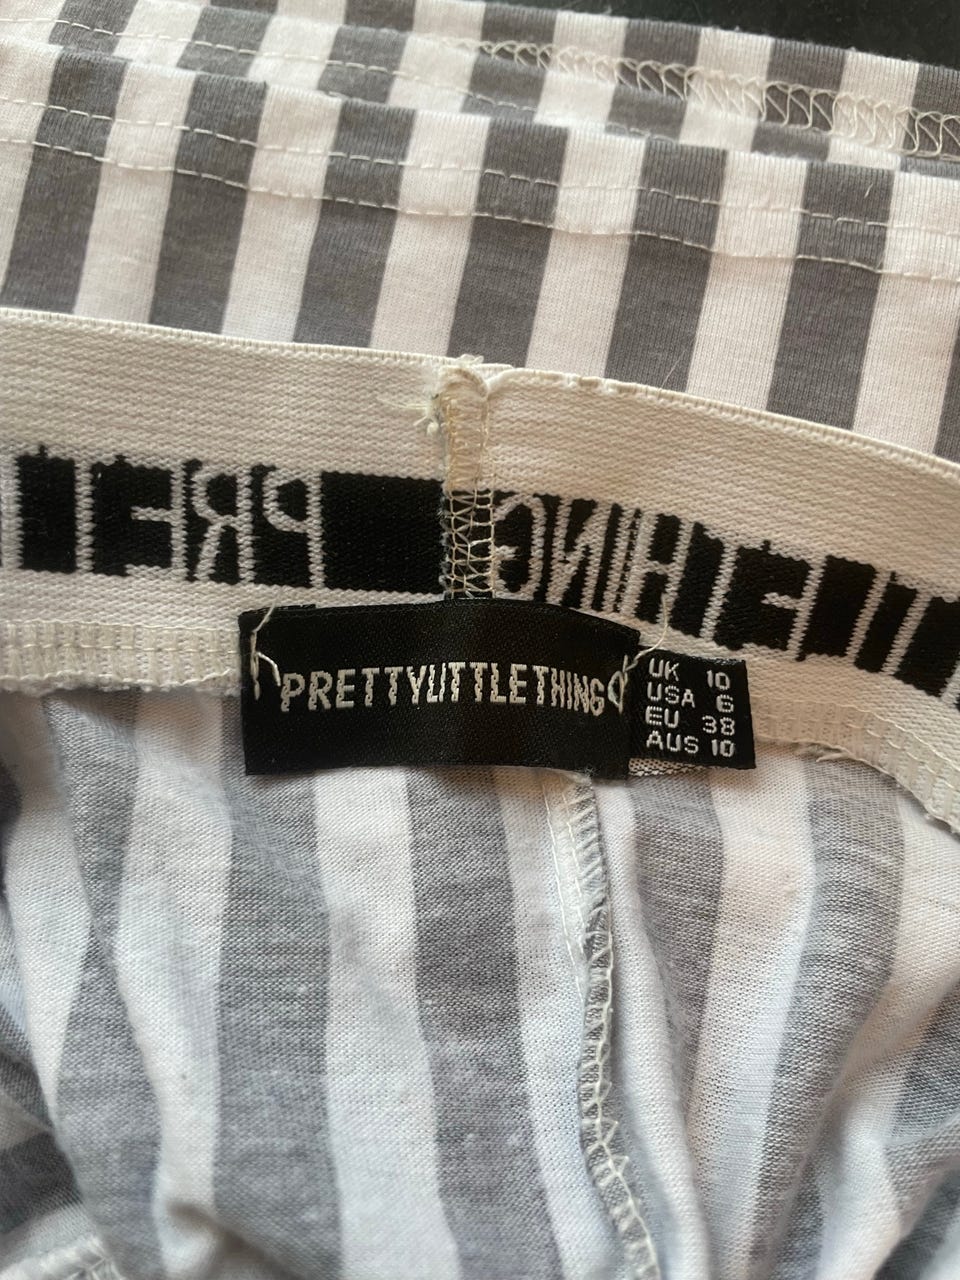 PRETTYLITTLETHING
UK 10
USA 6
EU 38
AUS 10